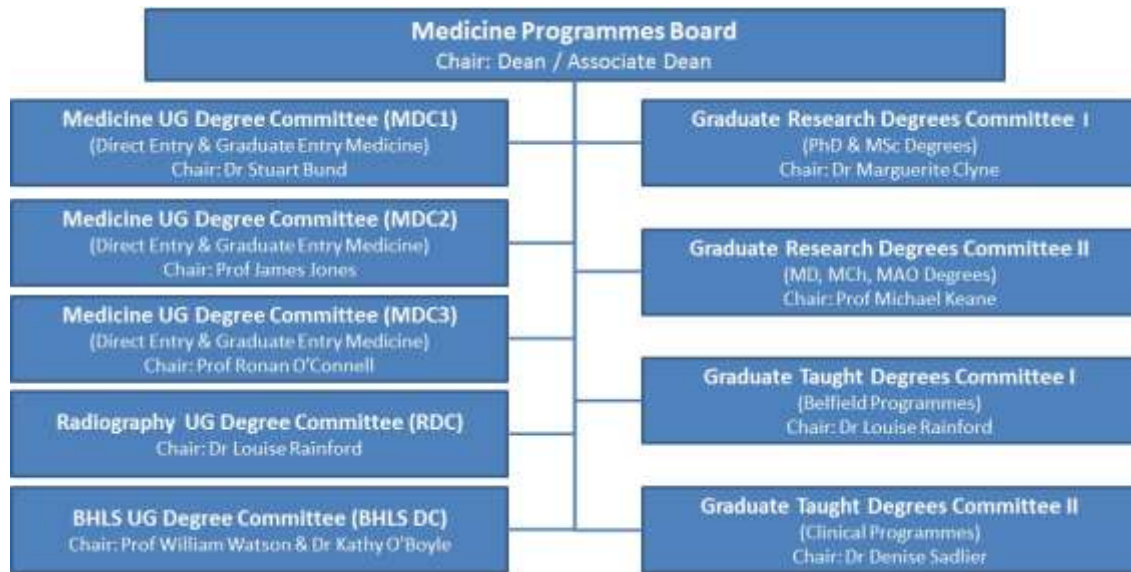 Medicine Programmes Board
Chair: Dean / Associate Dean
Medicine UG Degree Committee (MDC1)
(Direct Entry & Graduate Entry Medicine)
Chair: Dr Stuart Bund
Medicine UG Degree Committee (MDC2)
(Direct Entry & Graduate Entry Medicine)
Chair: Prof James Jones
Medicine UG Degree Committee (MDC3)
(Direct Entry & Graduate Entry Medicine)
Chair: Prof Ronan O'Connell
Radiography UG Degree Committee (RDC)
Chair: Dr Louise Rainford
BHLS UG Degree Committee (BHLS DC)
Chair: Prof William Watson & Dr Kathy O'Boyle
Graduate Research Degrees Committee I
(PhD & MSc Degrees)
Chair: Dr Marguerite Clyne
Graduate Research Degrees Committee II
(MD, MCh, MAO Degrees)
Chair: Prof Michael Keane
Graduate Taught Degrees Committee I
(Belfield Programmes)
Chair: Dr Louise Rainford
Graduate Taught Degrees Committee II
(Clinical Programmes)
Chair: Dr Denise Sadlier